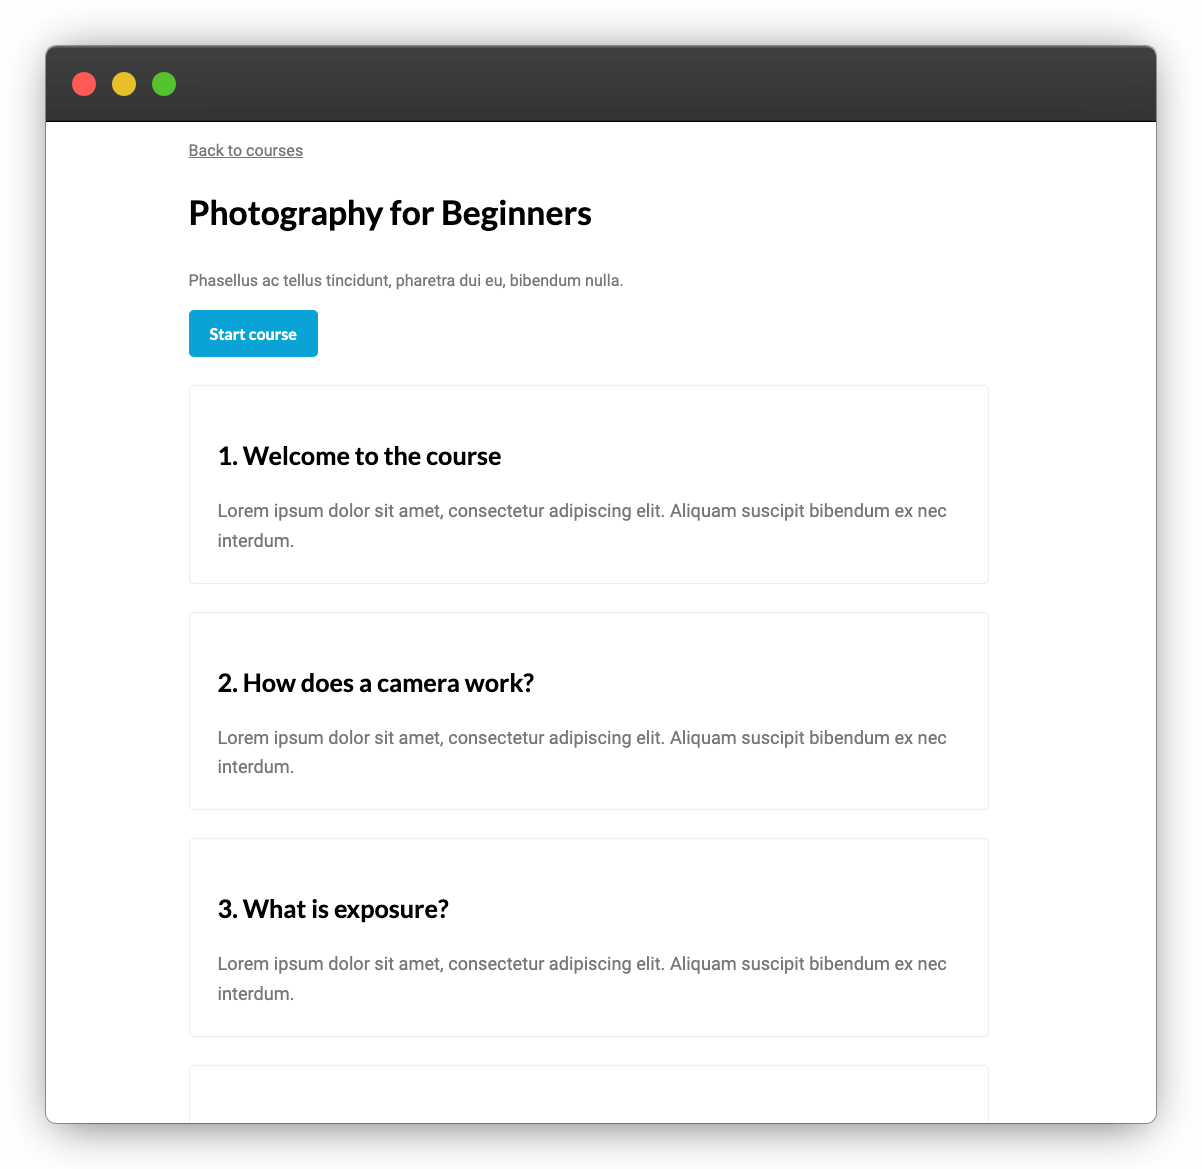 Back to courses
Photography for Beginners
Phasellus ac tellus tincidunt, pharetra dui eu, bibendum nulla.
Start course
1. Welcome to the course
Lorem ipsum dolor sit amet, consectetur adipiscing elit. Aliquam suscipit bibendum ex nec
interdum.
2. How does a camera work?
Lorem ipsum dolor sit amet, consectetur adipiscing elit. Aliquam suscipit bibendum ex nec
interdum.
3. What is exposure?
Lorem ipsum dolor sit amet, consectetur adipiscing elit. Aliquam suscipit bibendum ex nec
interdum.